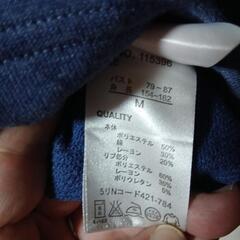 115396
バスト 79~87
身長 154~162
M
QUALITY
本体
ポリエステル 50%
綿 30%
レーヨン 20%
リブ部分
ポリエステル 60%
レーヨン 35%
ポリウレタン 5%
5リNコード421-784